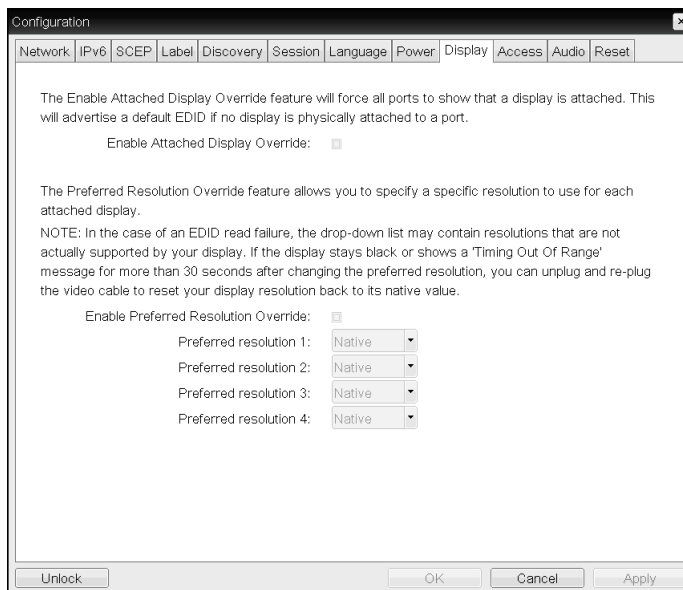 Configuration
Network IPv6 SCEP Label Discovery Session Language Power Display Access Audio Reset
The Enable Attached Display Override feature will force all ports to show that a display is attached. This
will advertise a default EDID if no display is physically attached to a port.
Enable Attached Display Override:
The Preferred Resolution Override feature allows you to specify a specific resolution to use for each
attached display.
NOTE: In the case of an EDID read failure, the drop-down list may contain resolutions that are not
actually supported by your display. If the display stays black or shows a 'Timing Out Of Range'
message for more than 30 seconds after changing the preferred resolution, you can unplug and re-plug
the video cable to reset your display resolution back to its native value.
Enable Preferred Resolution Override:
Preferred resolution 1: Native
Preferred resolution 2: Native
Preferred resolution 3: Native
Preferred resolution 4: Native
Unlock OK Cancel Apply